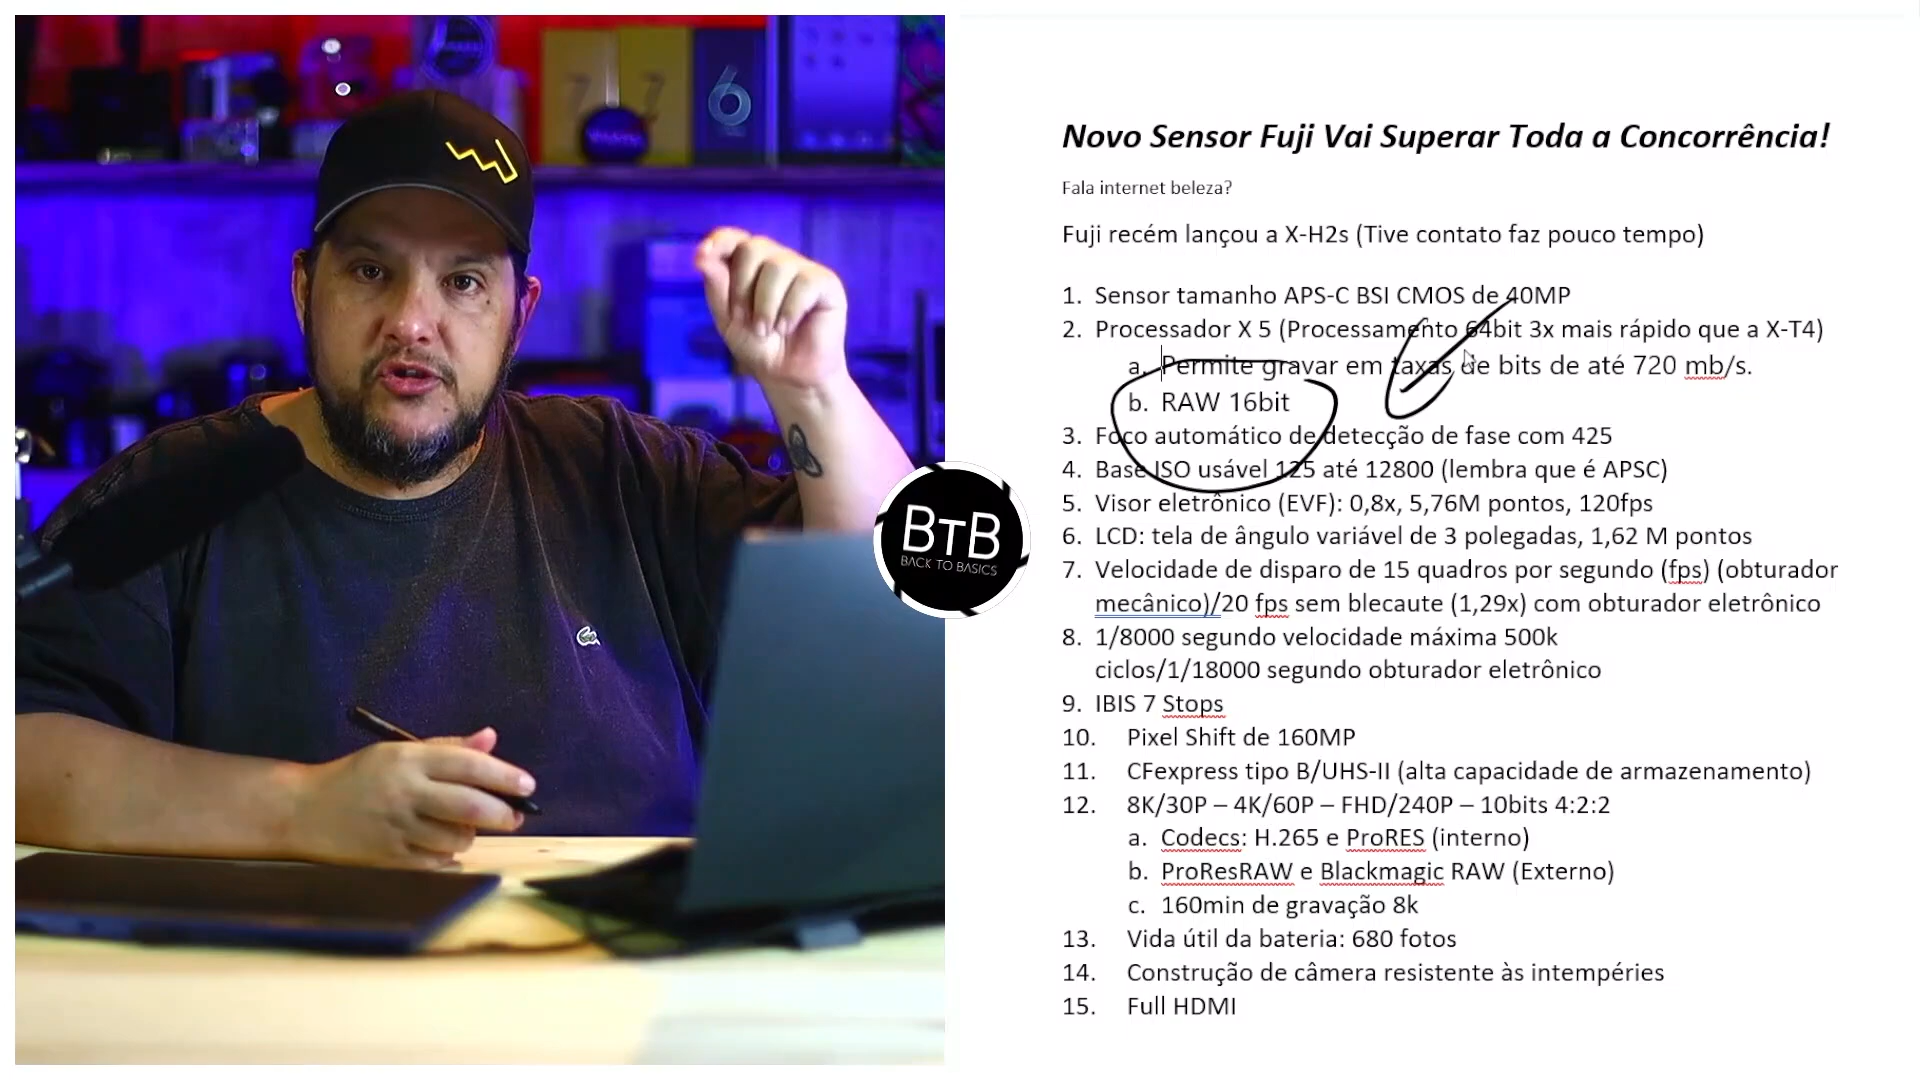 7
7
6
BTB
BACK TO BASICS
Novo Sensor Fuji Vai Superar Toda a Concorrência!
Fala internet beleza?
Fuji recém lançou a X-H2s (Tive contato faz pouco tempo)
1. Sensor tamanho APS-C BSI CMOS de 40MP
2. Processador X 5 (Processamento 64bit 3x mais rápido que a X-T4)
a. Permite gravar em taxas de bits de até 720 mb/s.
b. RAW 16bit
3. Foco automático de detecção de fase com 425
4. Base ISO usável 125 até 12800 (lembra que é APSC)
5. Visor eletrônico (EVF): 0,8x, 5,76M pontos, 120fps
6. LCD: tela de ângulo variável de 3 polegadas, 1,62 M pontos
7. Velocidade de disparo de 15 quadros por segundo (fps) (obturador
mecânico)/20 fps sem blecaute (1,29x) com obturador eletrônico
8. 1/8000 segundo velocidade máxima 500k
ciclos/1/18000 segundo obturador eletrônico
9. IBIS 7 Stops
10. Pixel Shift de 160MP
11. CFexpress tipo B/UHS-II (alta capacidade de armazenamento)
12. 8K/30P – 4K/60P – FHD/240P – 10bits 4:2:2
a. Codecs: H.265 e ProRES (interno)
b. ProResRAW e Blackmagic RAW (Externo)
c. 160min de gravação 8k
13. Vida útil da bateria: 680 fotos
14. Construção de câmera resistente às intempéries
15. Full HDMI